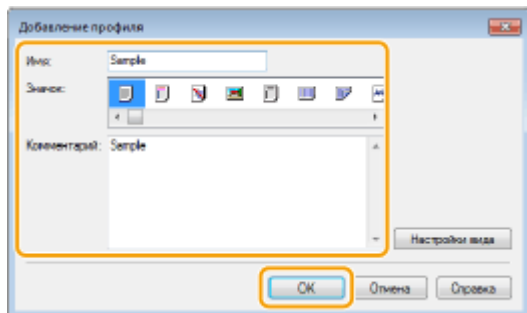 Добавление профиля
Имя: Sample
Значок:
Комментарий: Sample
Настройки вида
OK Отмена Справка